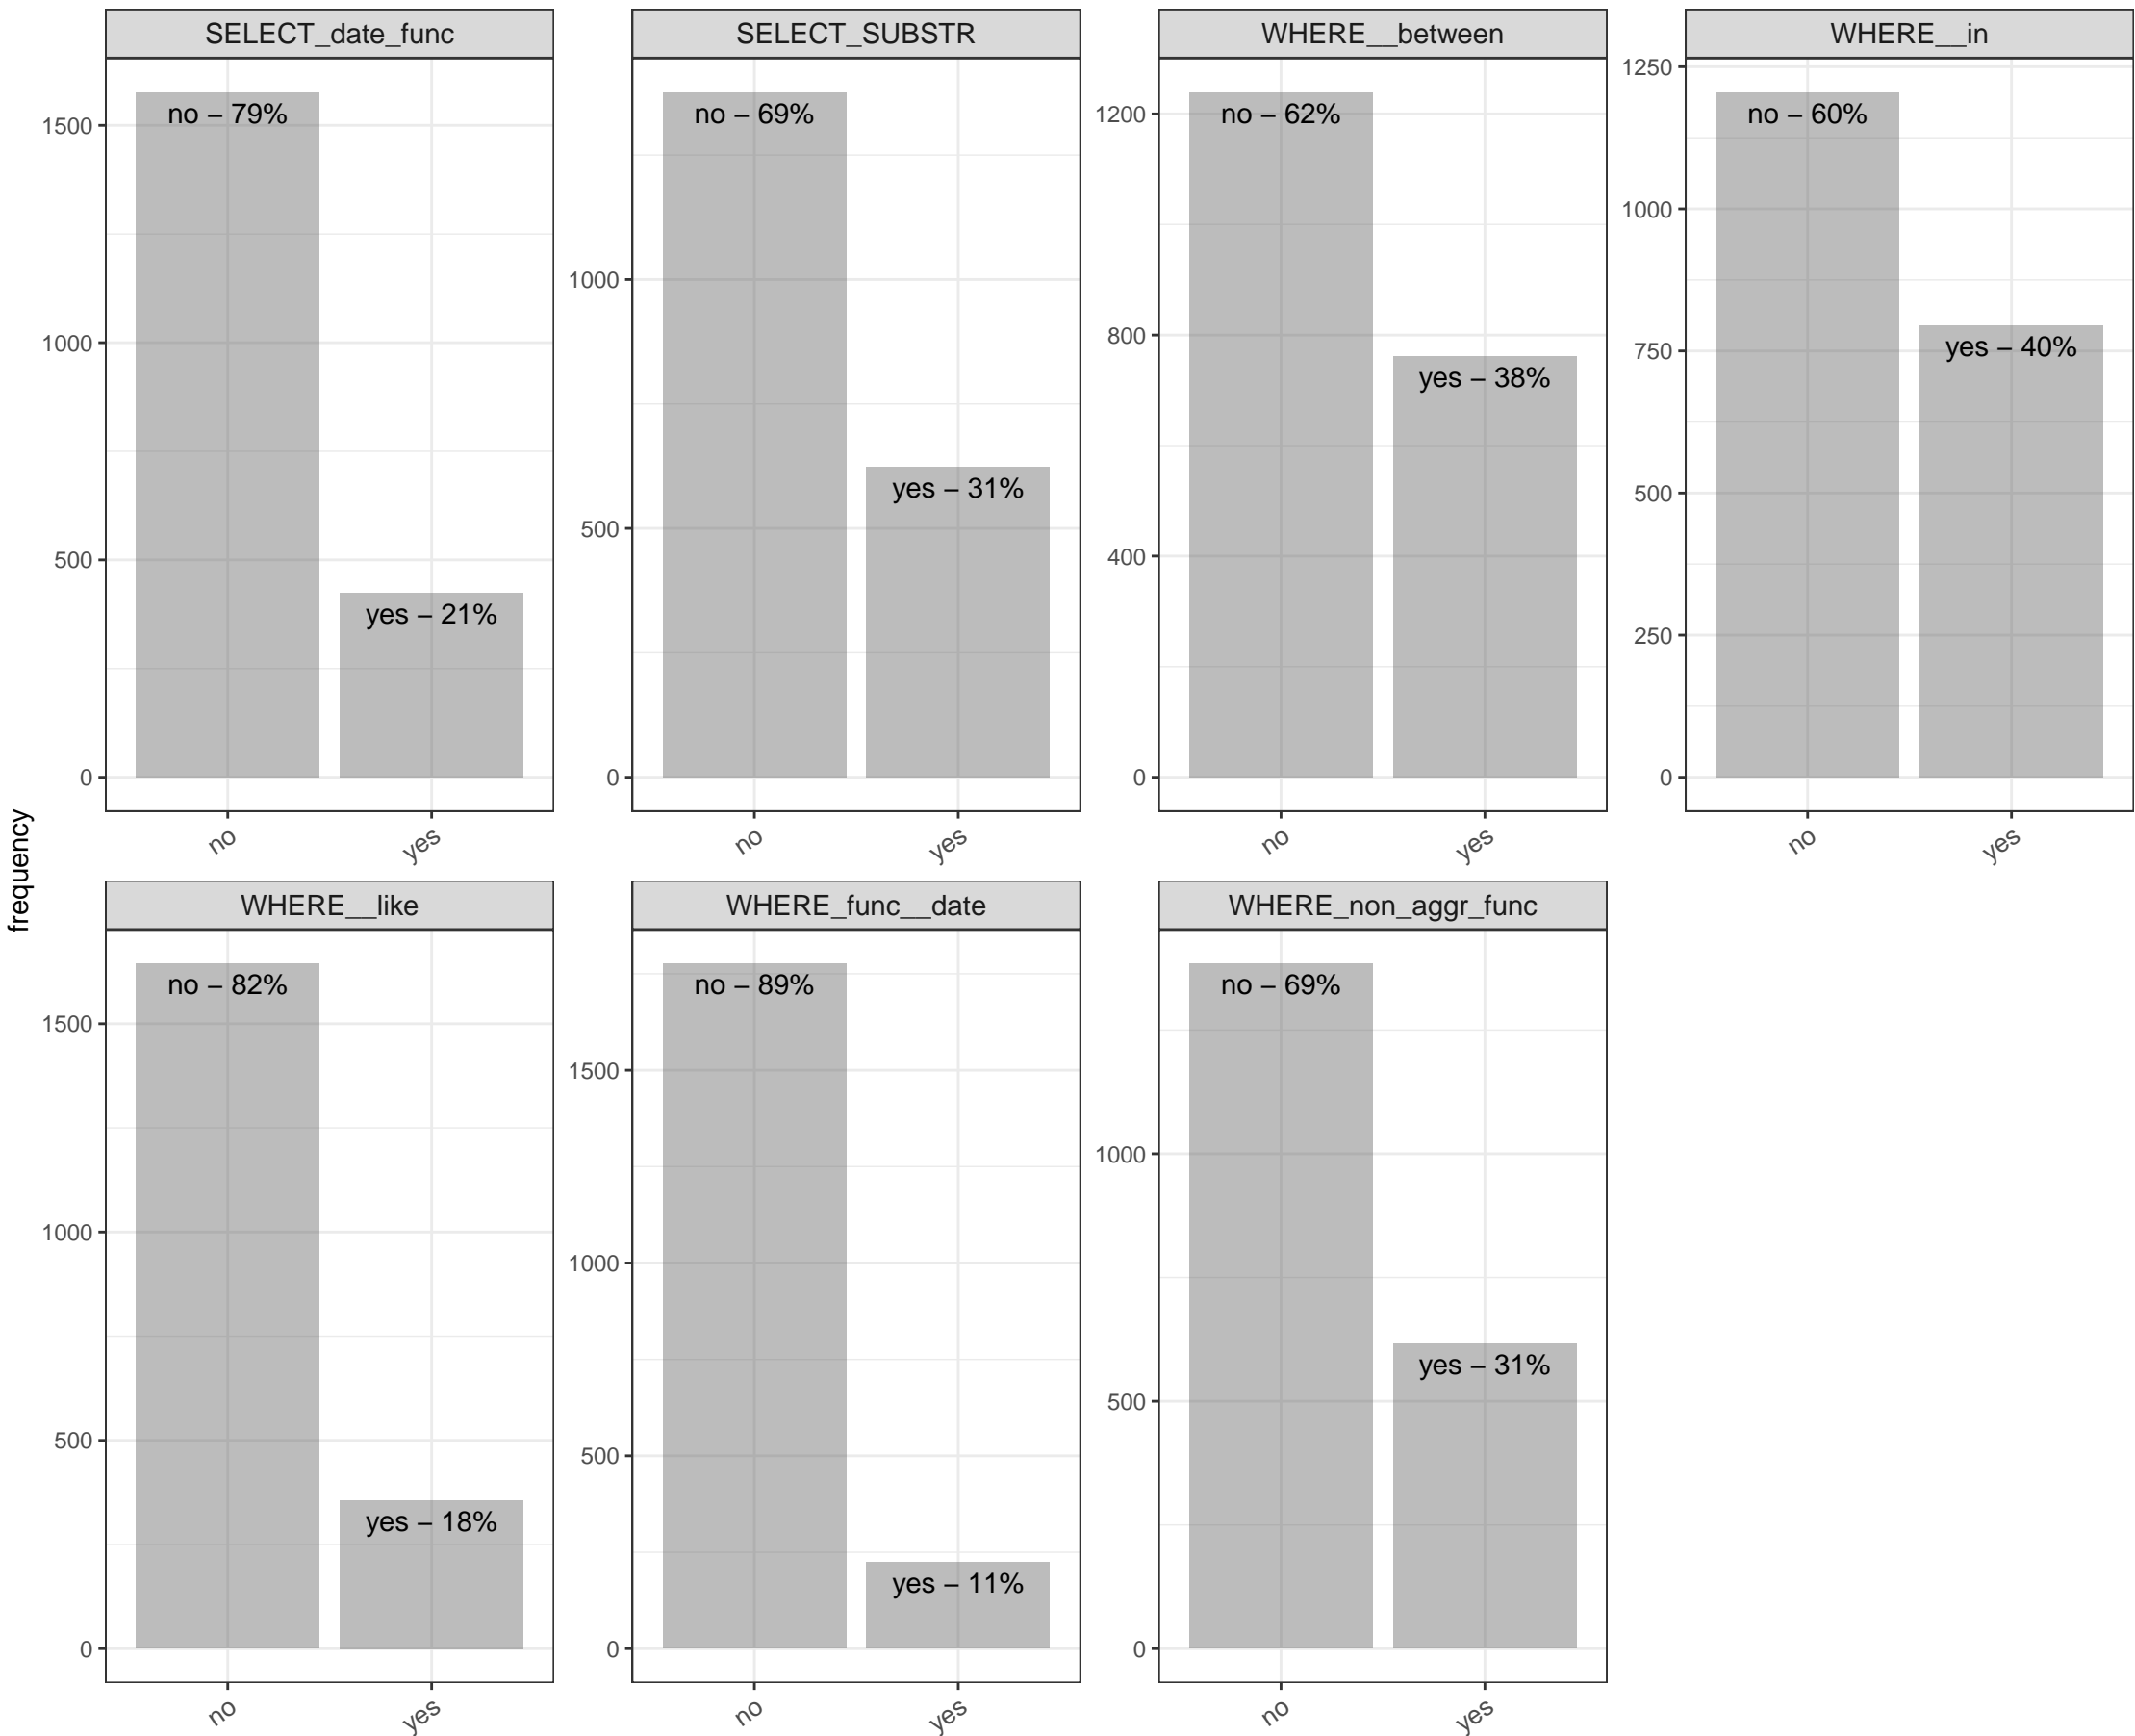 frequency
SELECT_date_func
1500
1000
500
0
no – 79%
yes – 21%
no
yes
SELECT_SUBSTR
1000
500
0
no – 69%
yes – 31%
no
yes
WHERE__between
1200
800
400
0
no – 62%
yes – 38%
no
yes
WHERE__in
1250
1000
750
500
250
0
no – 60%
yes – 40%
no
yes
WHERE__like
1500
1000
500
0
no – 82%
yes – 18%
no
yes
WHERE_func__date
1500
1000
500
0
no – 89%
yes – 11%
no
yes
WHERE_non_aggr_func
1000
500
0
no – 69%
yes – 31%
no
yes